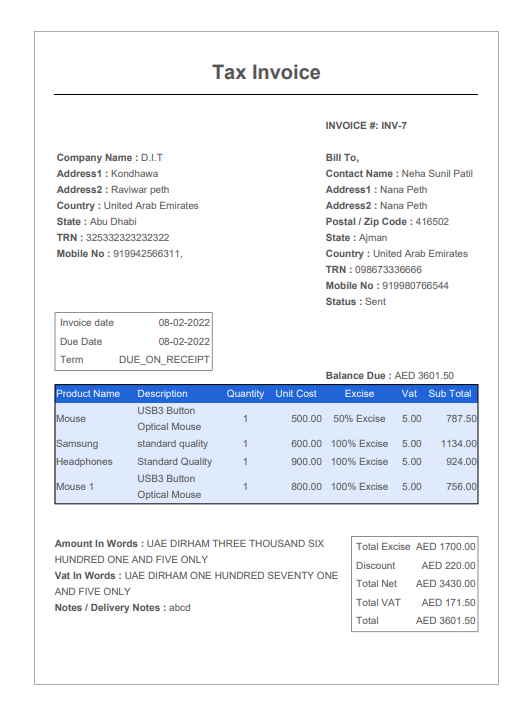 Tax Invoice
INVOICE #: INV-7
Company Name : D.I.T
Address1 : Kondhawa
Address2 : Raviwar peth
Country : United Arab Emirates
State : Abu Dhabi
TRN : 325332323232322
Mobile No : 919942566311,
Bill To,
Contact Name : Neha Sunil Patil
Address1 : Nana Peth
Address2 : Nana Peth
Postal / Zip Code : 416502
State : Ajman
Country : United Arab Emirates
TRN : 098673336666
Mobile No : 919980766544
Status : Sent
Invoice date 08-02-2022
Due Date 08-02-2022
Term DUE_ON_RECEIPT
Balance Due : AED 3601.50
Product Name Description Quantity Unit Cost Excise Vat Sub Total
Mouse USB3 Button Optical Mouse 1 500.00 50% Excise 5.00 787.50
Samsung standard quality 1 600.00 100% Excise 5.00 1134.00
Headphones Standard Quality 1 900.00 100% Excise 5.00 924.00
Mouse 1 USB3 Button Optical Mouse 1 800.00 100% Excise 5.00 756.00
Amount In Words : UAE DIRHAM THREE THOUSAND SIX
HUNDRED ONE AND FIVE ONLY
Vat In Words : UAE DIRHAM ONE HUNDRED SEVENTY ONE
AND FIVE ONLY
Notes / Delivery Notes : abcd
Total Excise AED 1700.00
Discount AED 220.00
Total Net AED 3430.00
Total VAT AED 171.50
Total AED 3601.50